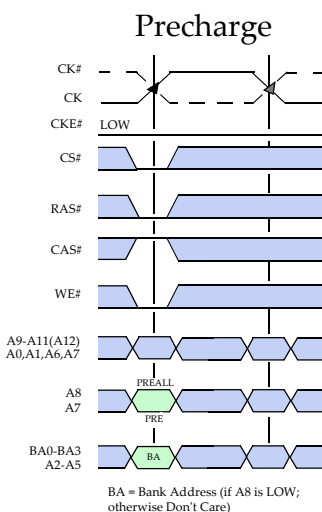 Precharge
CK#
CK
CKE# LOW
CS#
RAS#
CAS#
WE#
A9-A11(A12)
A0,A1,A6,A7
PREALL
A8
A7
PRE
BA0-BA3
A2-A5
BA
BA = Bank Address (if A8 is LOW;
otherwise Don't Care)